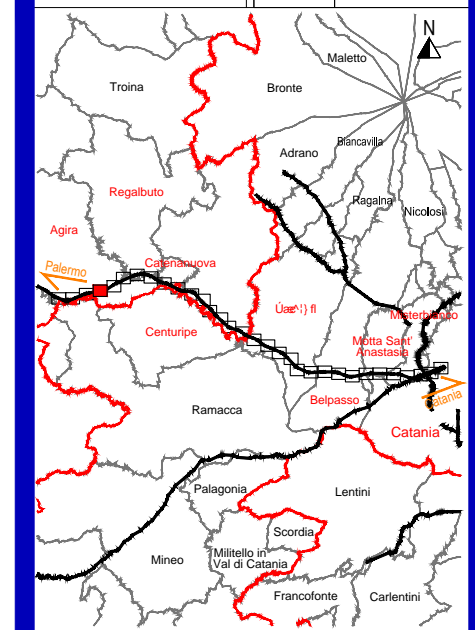 N
Maletto
Troina
Bronte
Biancavilla
Adrano
Regalbuto
Ragalna
Nicolosi
Agira
Catenanuova
Palermo
Misterbianco
Centuripe
Motta Sant'
Anastasia
Belpasso
Catania
Ramacca
Catania
Palagonia
Lentini
Scordia
Mineo
Militello in
Val di Catania
Francofonte
Carlentini